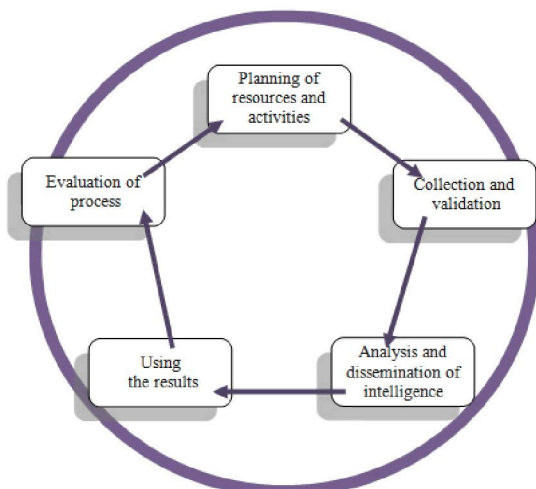 Planning of
resources and
activities
Collection and
validation
Analysis and
dissemination of
intelligence
Using
the results
Evaluation of
process